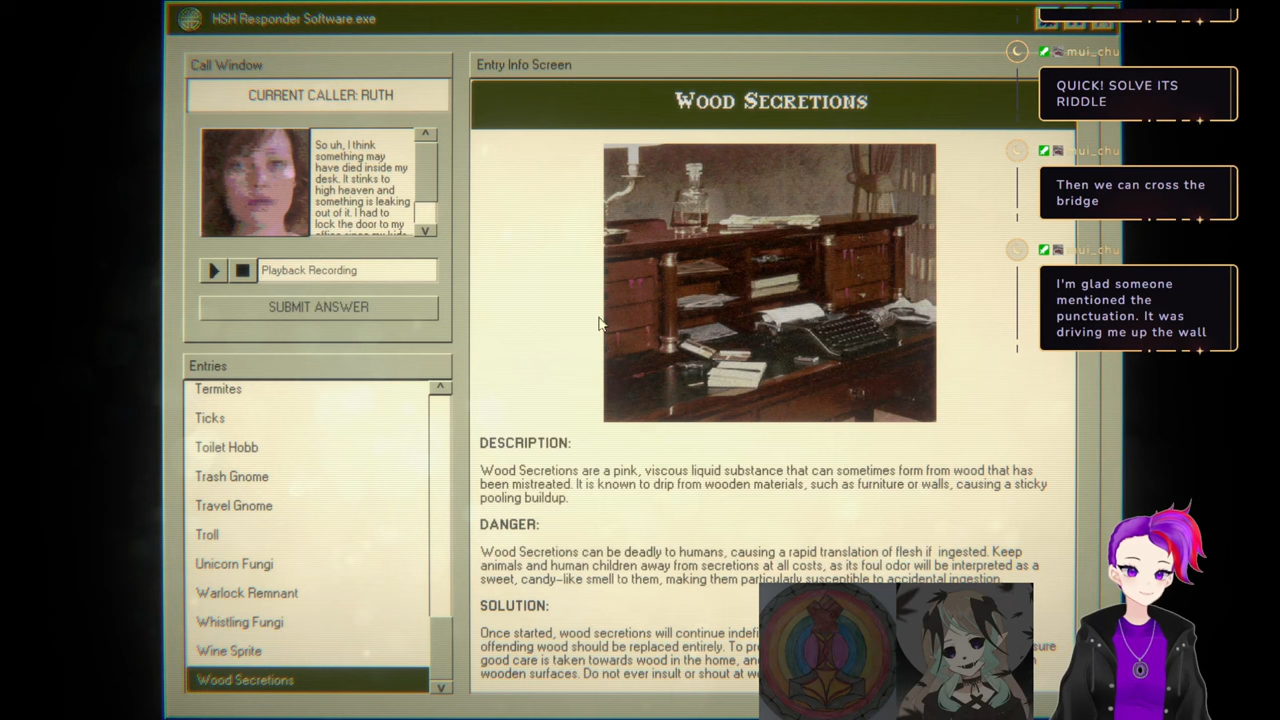 HSH Responder Software.exe
Call Window
CURRENT CALLER: RUTH
So uh, I think
something may
have died inside my
desk. It stinks to
high heaven and
something is leaking
out of it. I had to
lock the door to my
Playback Recording
SUBMIT ANSWER
Entries
Termites
Ticks
Toilet Hobb
Trash Gnome
Travel Gnome
Troll
Unicorn Fungi
Warlock Remnant
Whistling Fungi
Wine Sprite
Wood Secretions
Entry Info Screen
Wood Secretions
DESCRIPTION:
Wood Secretions are a pink, viscous liquid substance that can sometimes form from wood that has
been mistreated. It is known to drip from wooden materials, such as furniture or walls, causing a sticky
pooling buildup.
DANGER:
Wood Secretions can be deadly to humans, causing a rapid translation of flesh if ingested. Keep
animals and human children away from secretions at all costs, as its foul odor will be interpreted as a
sweet, candy-like smell to them, making them particularly susceptible to accidental ingestion.
SOLUTION:
Once started, wood secretions will continue
offending wood should be replaced entirely. To
good care is taken towards wood in the home,
wooden surfaces. Do not ever insult or shout at
mui_chu
QUICK! SOLVE ITS
RIDDLE
mui_chu
Then we can cross the
bridge
mui_chu
I'm glad someone
mentioned the
punctuation. It was
driving me up the wall